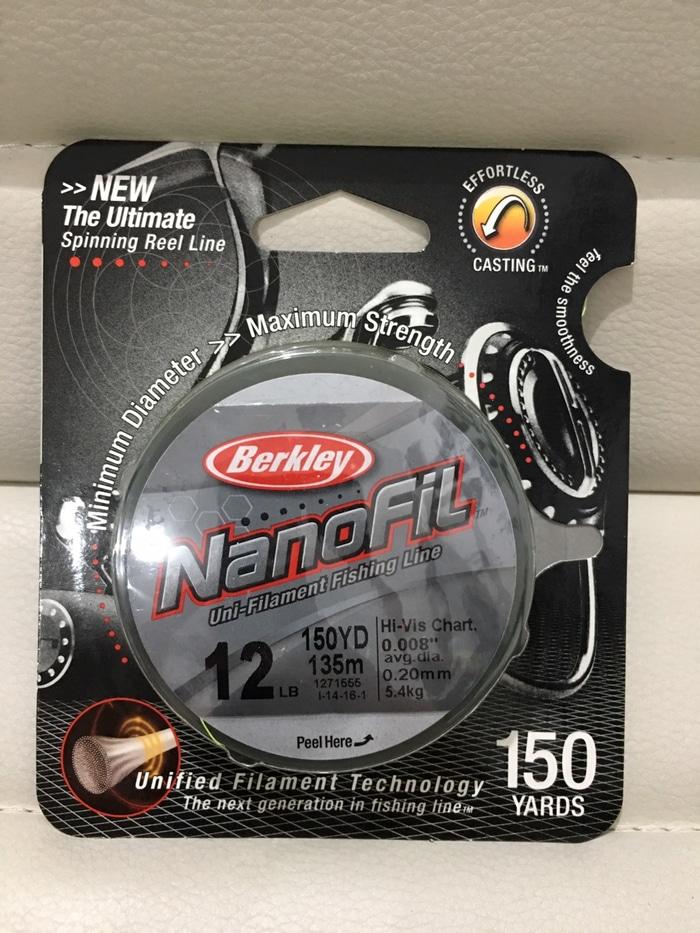 >> NEW
The Ultimate
Spinning Reel Line
EFFORTLESS
CASTING™
feel the smoothness
Minimum Diameter >> Maximum Strength
Berkley
NanoFil™
Uni-Filament Fishing Line
12 LB
150YD
135m
1271555
I-14-16-1
Hi-Vis Chart.
0.008"
avg.dia.
0.20mm
5.4kg
Peel Here
Unified Filament Technology
The next generation in fishing line™
150
YARDS